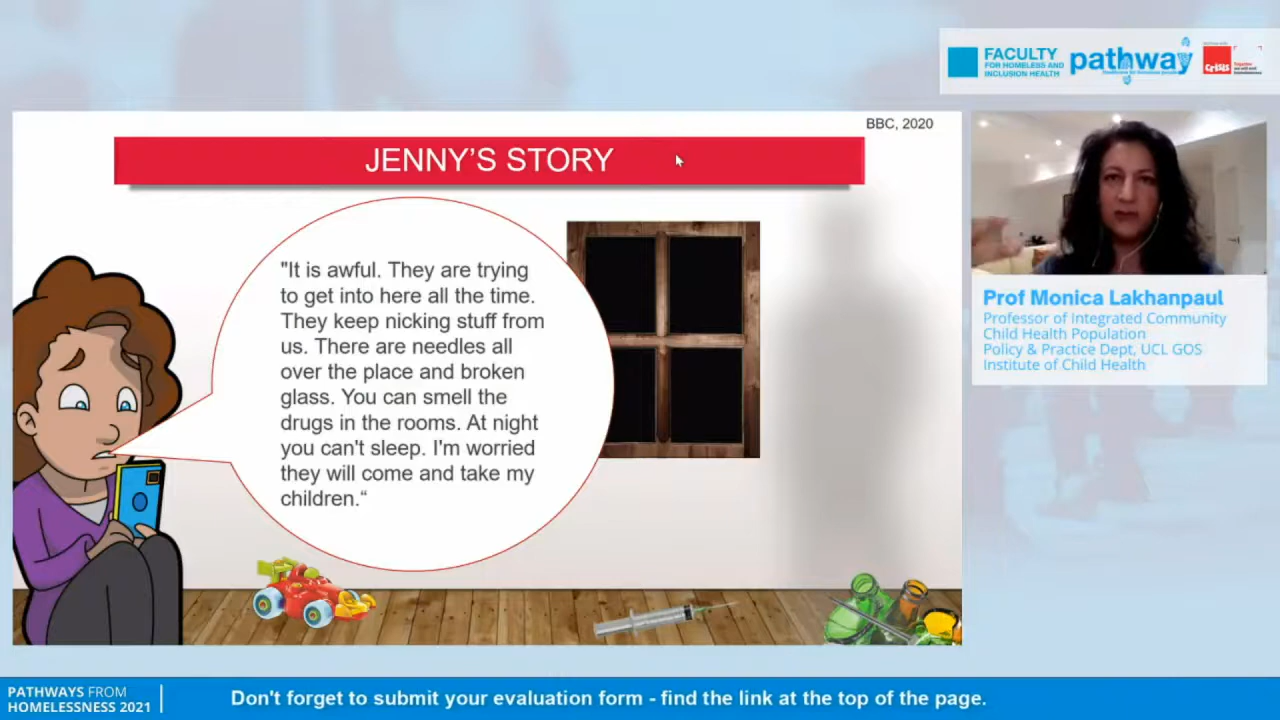 FACULTY
FOR HOMELESS AND
INCLUSION HEALTH
pathway
Healthcare for homeless people
CRISIS
BBC, 2020
JENNY'S STORY
"It is awful. They are trying
to get into here all the time.
They keep nicking stuff from
us. There are needles all
over the place and broken
glass. You can smell the
drugs in the rooms. At night
you can't sleep. I'm worried
they will come and take my
children.“
Prof Monica Lakhanpaul
Professor of Integrated Community
Child Health Population
Policy & Practice Dept, UCL GOS
Institute of Child Health
PATHWAYS FROM
HOMELESSNESS 2021
Don't forget to submit your evaluation form - find the link at the top of the page.